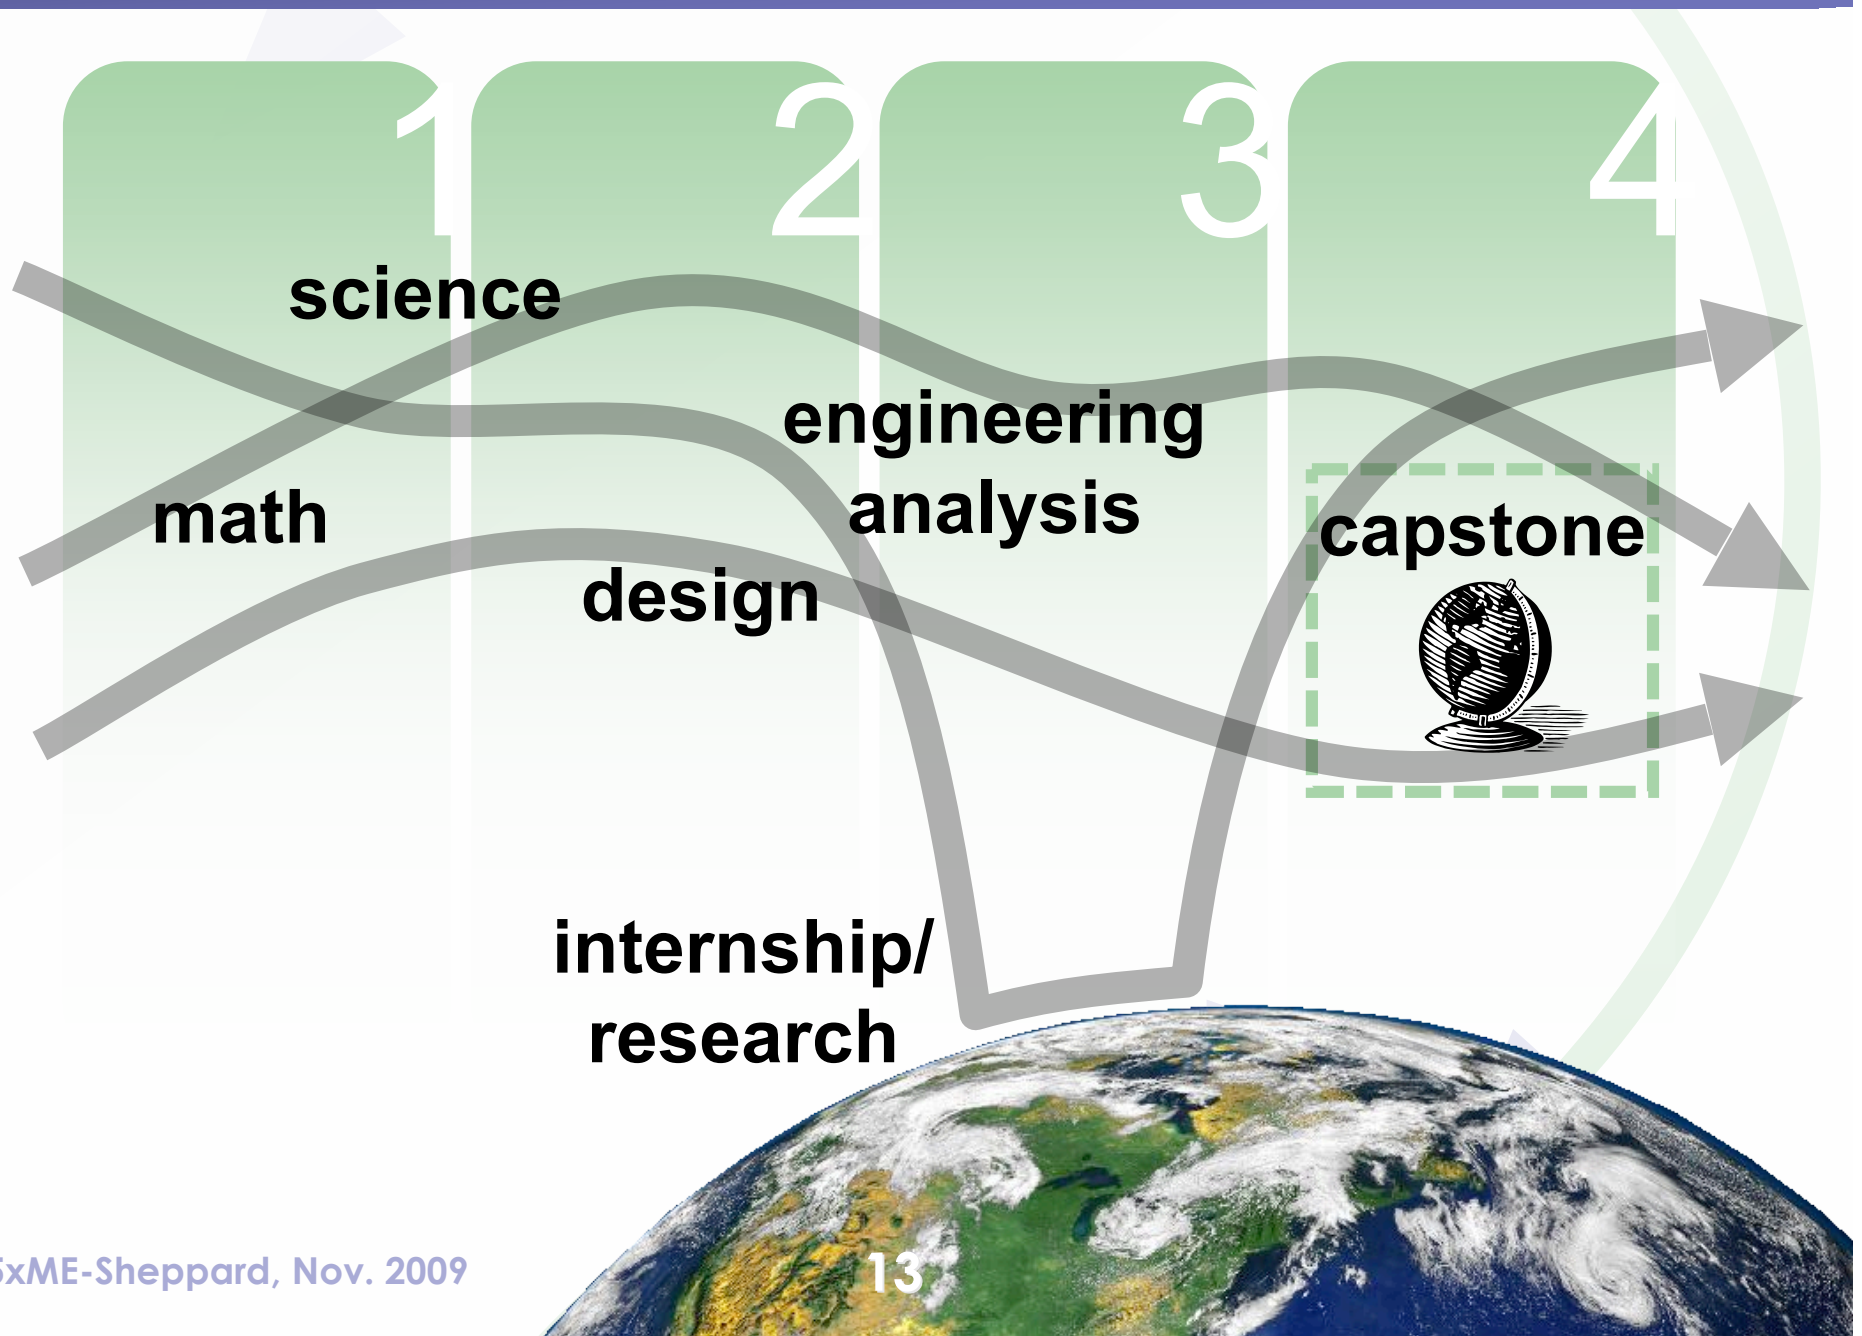 1
2
3
4
science
math
engineering
analysis
design
capstone
internship/
research
5xME-Sheppard, Nov. 2009
13